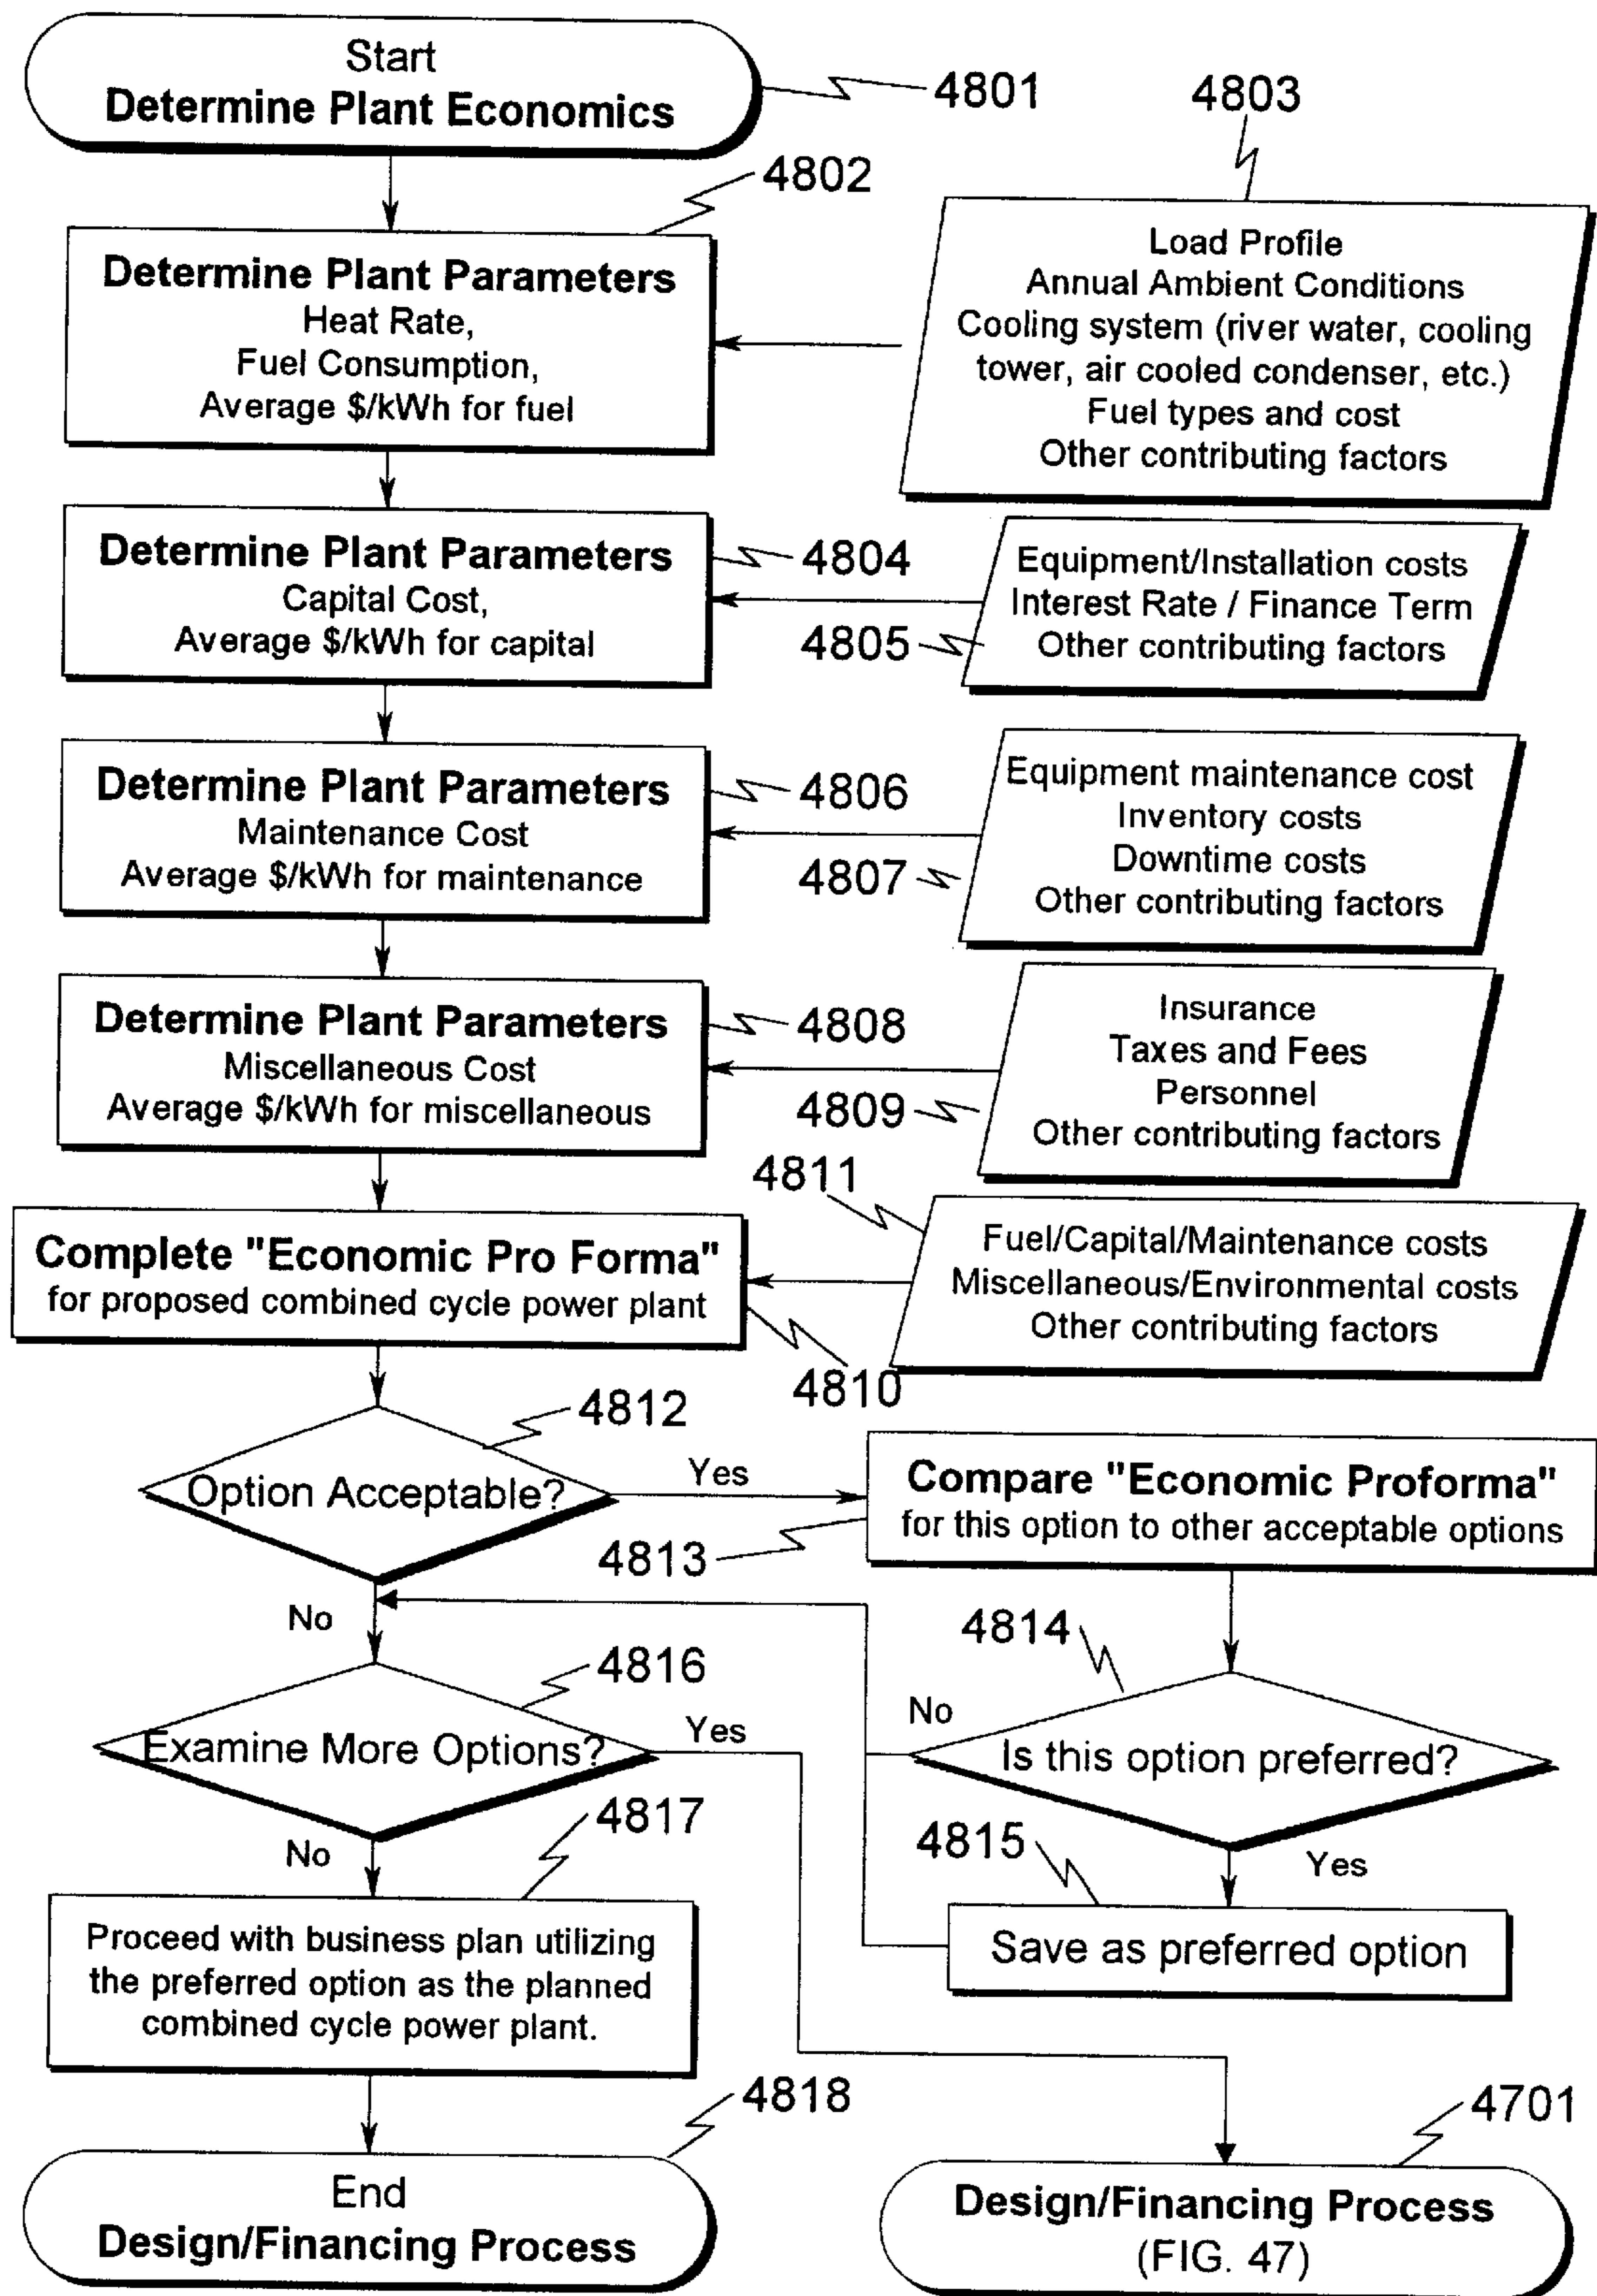 Start
Determine Plant Economics
4801
4803
4802
Determine Plant Parameters
Heat Rate,
Fuel Consumption,
Average $/kWh for fuel
Load Profile
Annual Ambient Conditions
Cooling system (river water, cooling
tower, air cooled condenser, etc.)
Fuel types and cost
Other contributing factors
Determine Plant Parameters
Capital Cost,
Average $/kWh for capital
4804
4805
Equipment/Installation costs
Interest Rate / Finance Term
Other contributing factors
Determine Plant Parameters
Maintenance Cost
Average $/kWh for maintenance
4806
4807
Equipment maintenance cost
Inventory costs
Downtime costs
Other contributing factors
Determine Plant Parameters
Miscellaneous Cost
Average $/kWh for miscellaneous
4808
4809
Insurance
Taxes and Fees
Personnel
Other contributing factors
4811
Complete "Economic Pro Forma"
for proposed combined cycle power plant
Fuel/Capital/Maintenance costs
Miscellaneous/Environmental costs
Other contributing factors
4810
4812
Option Acceptable?
Yes
Compare "Economic Proforma"
for this option to other acceptable options
4813
No
4814
4816
Examine More Options?
Yes
No
Is this option preferred?
4817
No
4815
Yes
Proceed with business plan utilizing
the preferred option as the planned
combined cycle power plant.
Save as preferred option
4818
4701
End
Design/Financing Process
Design/Financing Process
(FIG. 47)